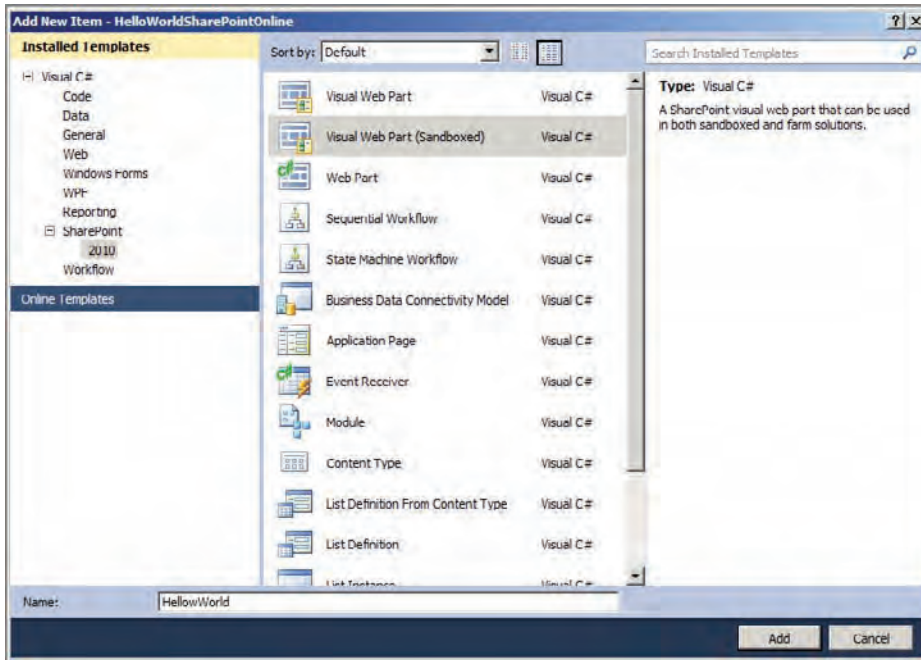 Add New Item - HelloWorldSharePointOnline
Installed Templates
Sort by: Default
Search Installed Templates
Visual C#
Code
Data
General
Web
Windows Forms
WPF
Reporting
SharePoint
2010
Workflow
Online Templates
Visual Web Part Visual C#
Visual Web Part (Sandboxed) Visual C#
Web Part Visual C#
Sequential Workflow Visual C#
State Machine Workflow Visual C#
Business Data Connectivity Model Visual C#
Application Page Visual C#
Event Receiver Visual C#
Module Visual C#
Content Type Visual C#
List Definition From Content Type Visual C#
List Definition Visual C#
List Instance Visual C#
Type: Visual C#
A SharePoint visual web part that can be used
in both sandboxed and farm solutions.
Name: HellowWorld
Add Cancel